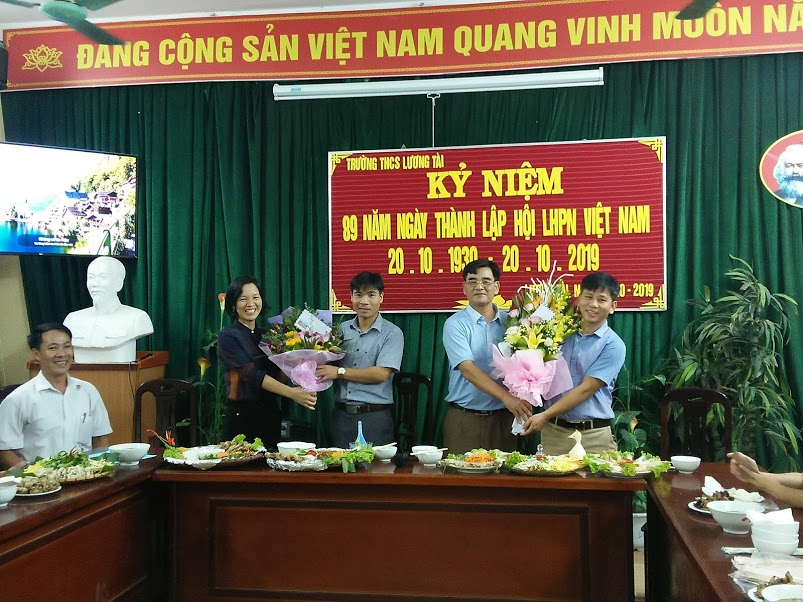 ĐẢNG CỘNG SẢN VIỆT NAM QUANG VINH MUÔN NĂ
TRƯỜNG THCS LƯƠNG TÀI
KỶ NIỆM
89 NĂM NGÀY THÀNH LẬP HỘI LHPN VIỆT NAM
20 . 10 . 1930 - 20 . 10 . 2019
- 2019